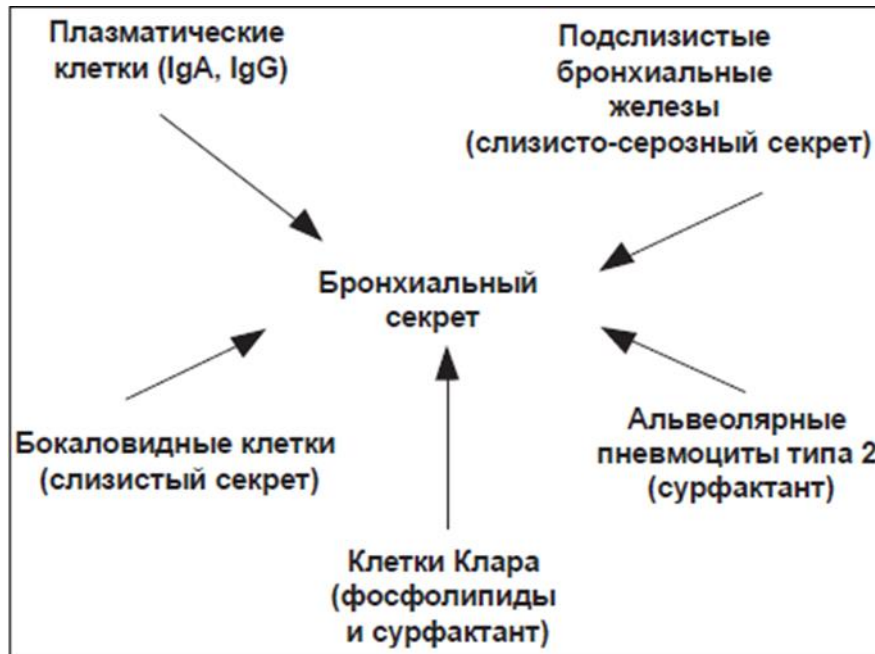 Плазматические
клетки (IgA, IgG)
Подслизистые
бронхиальные
железы
(слизисто-серозный секрет)
Бронхиальный
секрет
Бокаловидные клетки
(слизистый секрет)
Альвеолярные
пневмоциты типа 2
(сурфактант)
Клетки Клара
(фосфолипиды
и сурфактант)